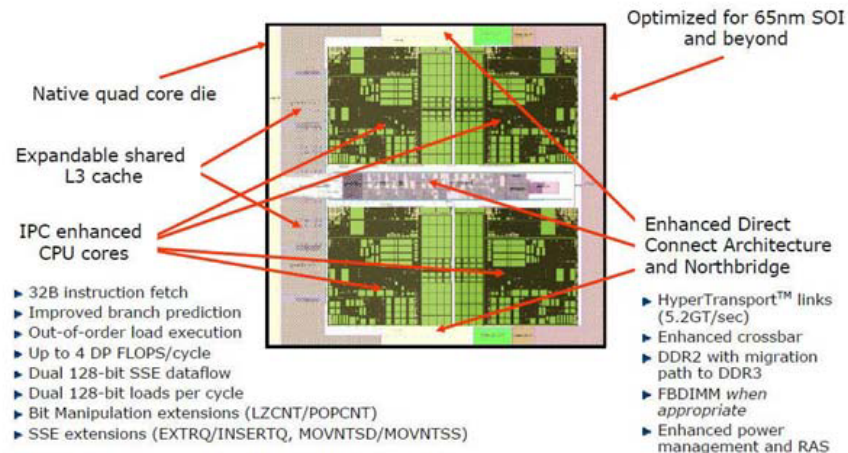 Optimized for 65nm SOI
and beyond
Native quad core die
Expandable shared
L3 cache
IPC enhanced
CPU cores
▶ 32B instruction fetch
▶ Improved branch prediction
▶ Out-of-order load execution
▶ Up to 4 DP FLOPS/cycle
▶ Dual 128-bit SSE dataflow
▶ Dual 128-bit loads per cycle
▶ Bit Manipulation extensions (LZCNT/POPCNT)
▶ SSE extensions (EXTRQ/INSERTQ, MOVNTSD/MOVNTSS)
Enhanced Direct
Connect Architecture
and Northbridge
▶ HyperTransport™ links
(5.2GT/sec)
▶ Enhanced crossbar
▶ DDR2 with migration
path to DDR3
▶ FBDIMM when
appropriate
▶ Enhanced power
management and RAS